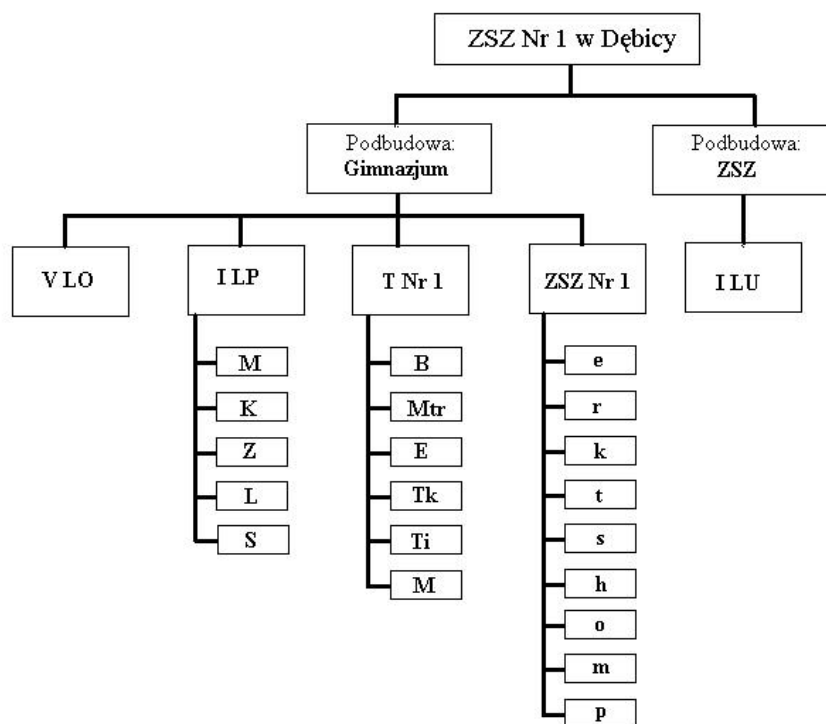 ZSZ Nr 1 w Dębicy
Podbudowa:
Gimnazjum
Podbudowa:
ZSZ
V LO
I LP
T Nr 1
ZSZ Nr 1
I LU
M
K
Z
L
S
B
Mtr
E
Tk
Ti
M
e
r
k
t
s
h
o
m
p